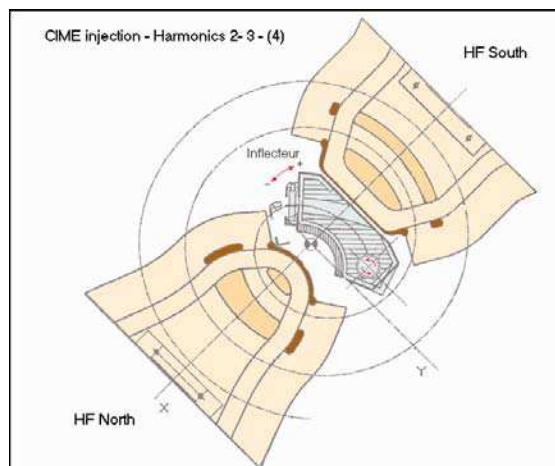 CIME injection - Harmonics 2- 3 - (4)
HF South
Inflecteur
+
-
Y
X
HF North